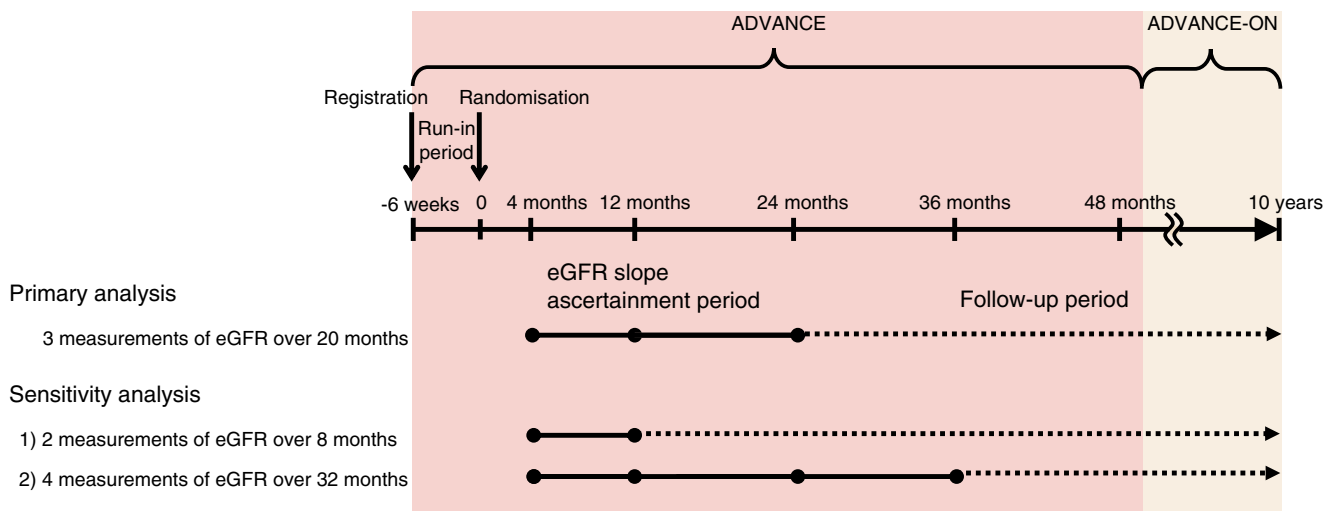 ADVANCE
ADVANCE-ON
Registration
Randomisation
Run-in
period
-6 weeks
0
4 months
12 months
24 months
36 months
48 months
10 years
eGFR slope
ascertainment period
Follow-up period
Primary analysis
3 measurements of eGFR over 20 months
Sensitivity analysis
1) 2 measurements of eGFR over 8 months
2) 4 measurements of eGFR over 32 months